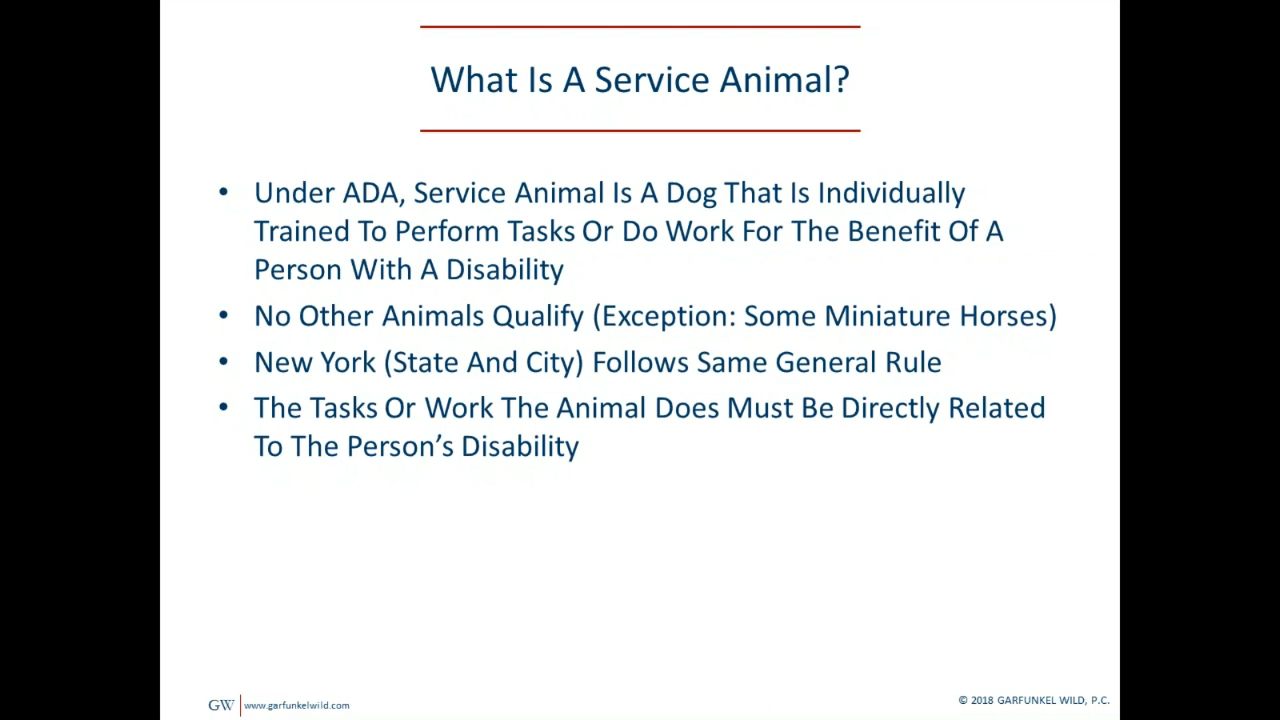 What Is A Service Animal?
• Under ADA, Service Animal Is A Dog That Is Individually
Trained To Perform Tasks Or Do Work For The Benefit Of A
Person With A Disability
• No Other Animals Qualify (Exception: Some Miniature Horses)
• New York (State And City) Follows Same General Rule
• The Tasks Or Work The Animal Does Must Be Directly Related
To The Person’s Disability
GW www.garfunkelwild.com
© 2018 GARFUNKEL WILD, P.C.